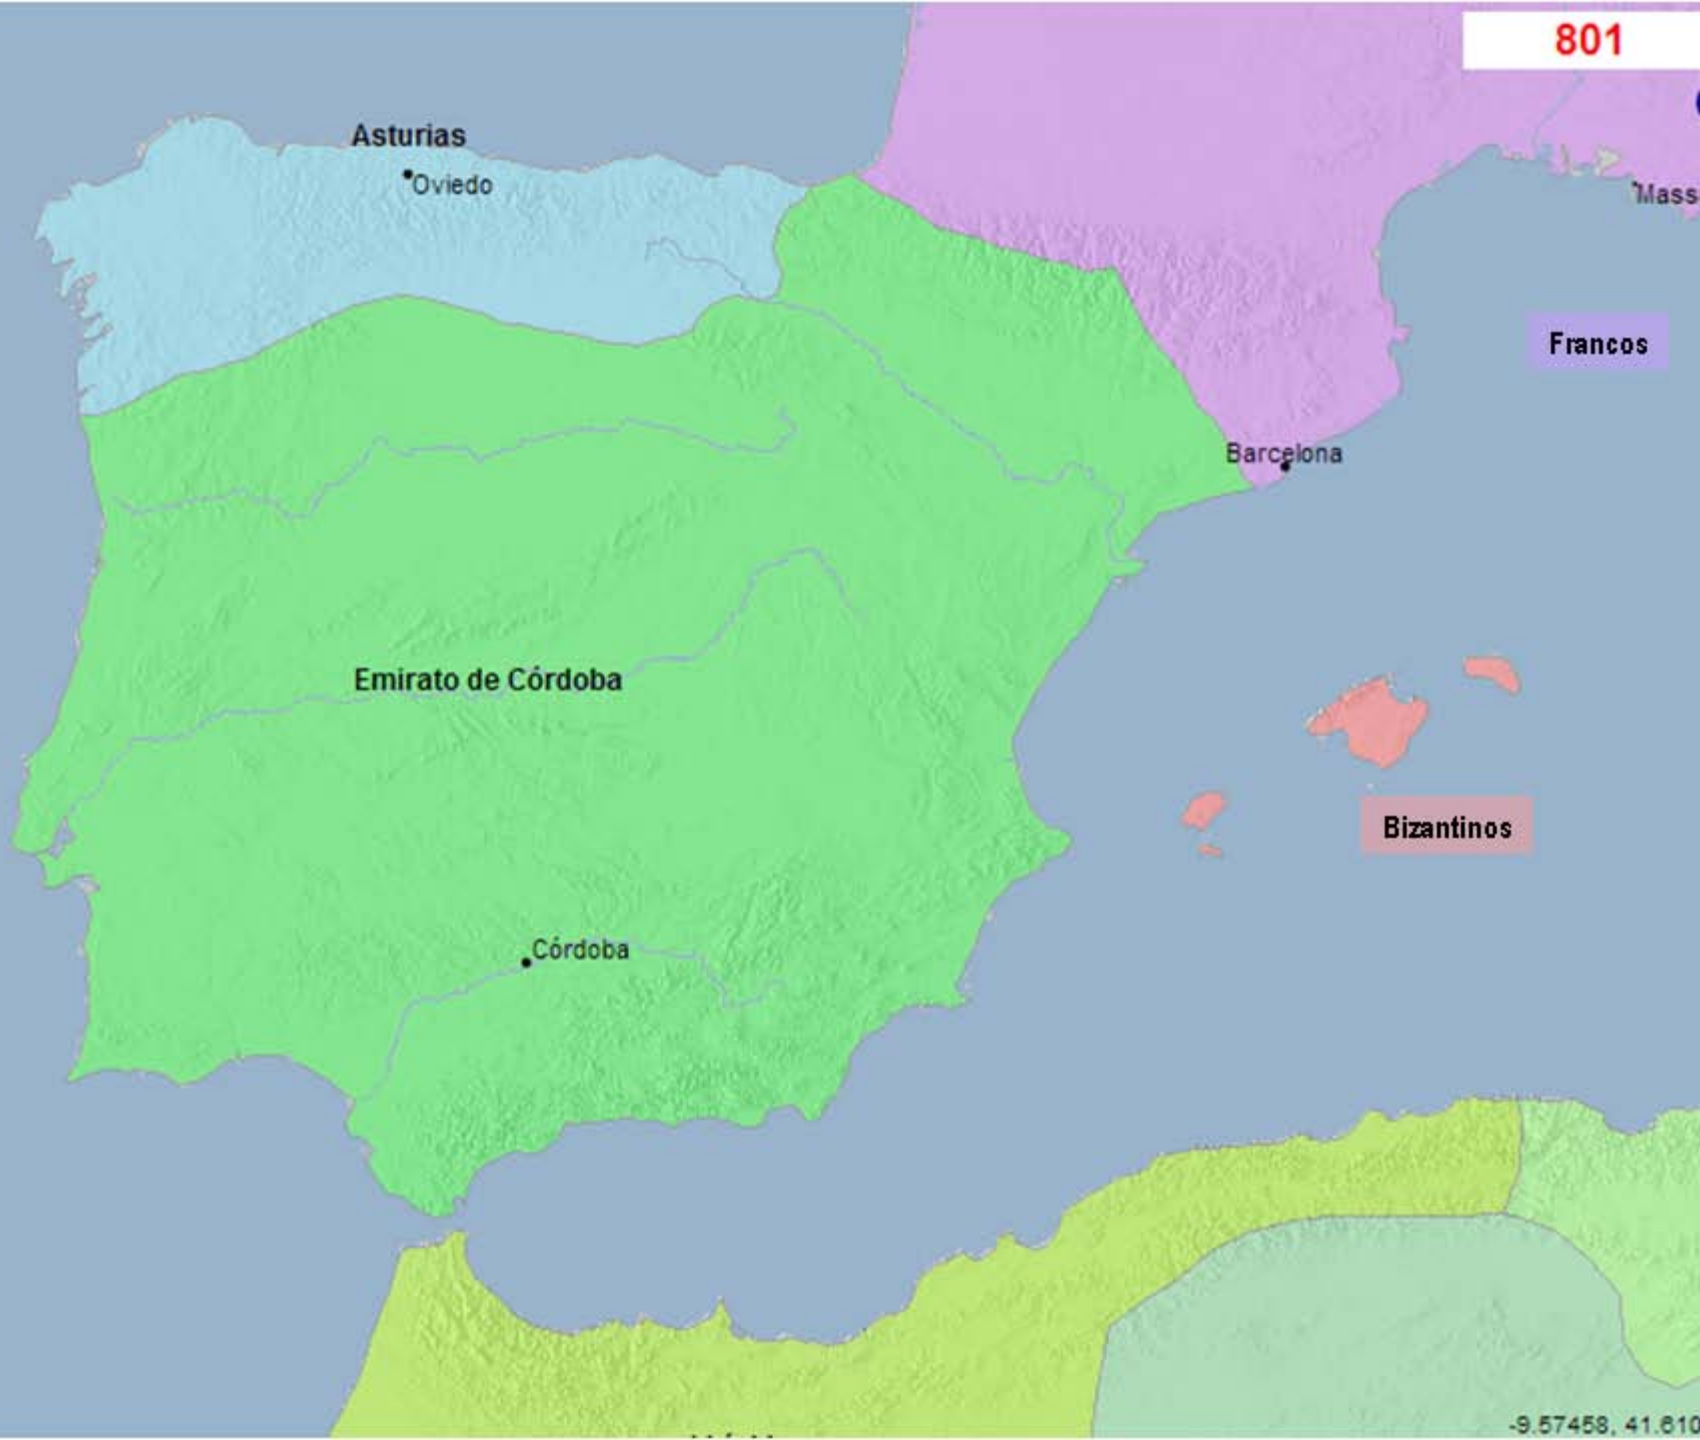 801
Asturias
Oviedo
Mass
Francos
Barcelona
Emirato de Córdoba
Bizantinos
Córdoba
-9.57458, 41.610